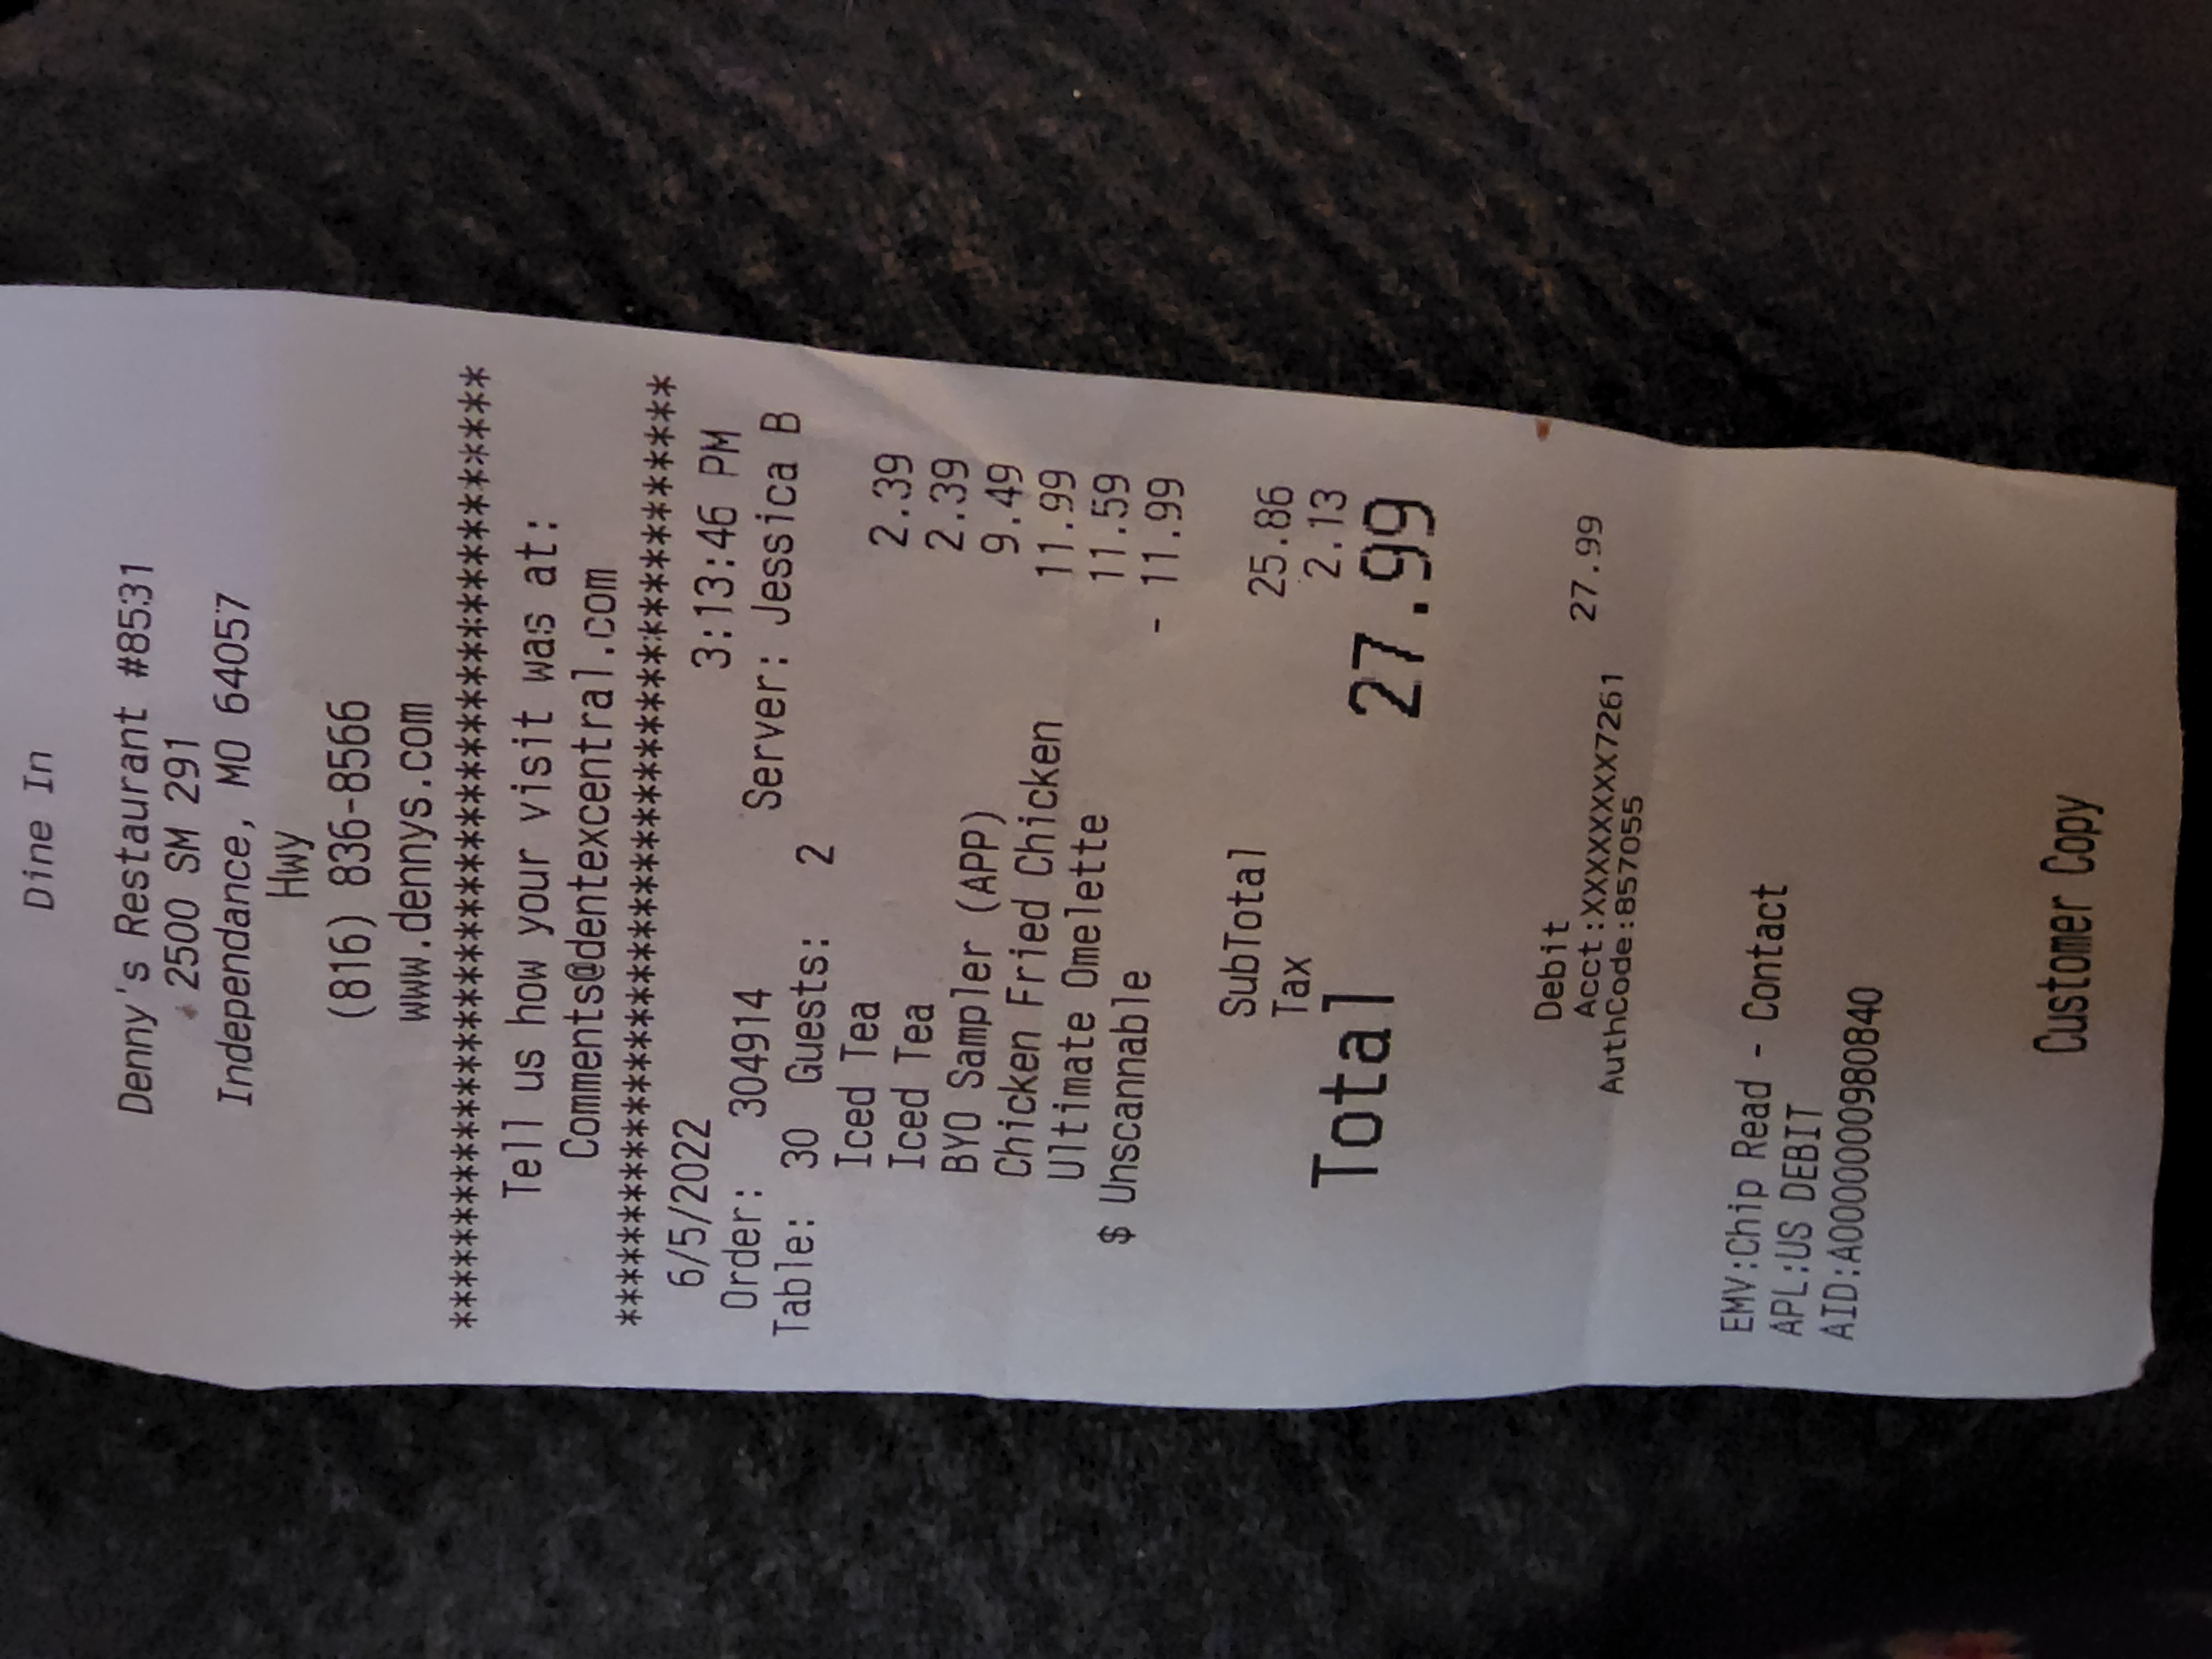 Dine In
Denny's Restaurant #8531
2500 SM 291
Independance, MO 64057
Hwy
(816) 836-8566
www.dennys.com
************************************
Tell us how your visit was at:
Comments@dentexcentral.com
************************************
6/5/2022 3:13:46 PM
Order: 304914 Server: Jessica B
Table: 30 Guests: 2
Iced Tea 2.39
Iced Tea 2.39
BYO Sampler (APP) 9.49
Chicken Fried Chicken 11.99
Ultimate Omelette 11.59
$ Unscannable - 11.99
SubTotal 25.86
Tax 2.13
Total 27.99
Debit 27.99
Acct:XXXXXXXX7261
AuthCode:857055
EMV:Chip Read - Contact
APL:US DEBIT
AID:A0000000980840
Customer Copy